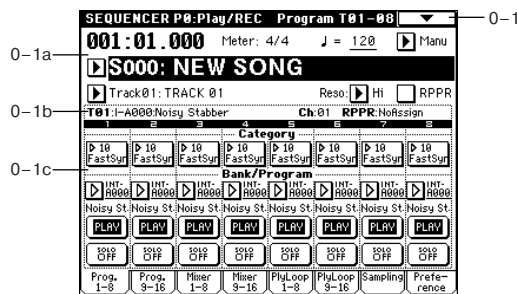 SEQUENCER P0:Play/REC Program T01-08
0-1
001:01.000 Meter: 4/4 ♩ = 120 Manu
0-1a
S000: NEW SONG
Track01: TRACK 01 Reso: Hi RPPR
0-1b
T01:I-A000:Noisy Stabber Ch:01 RPPR:NoAssign
1 2 3 4 5 6 7 8
Category
10 10 10 10 10 10 10 10
FastSyn FastSyn FastSyn FastSyn FastSyn FastSyn FastSyn FastSyn
0-1c
Bank/Program
INT-A000 INT-A000 INT-A000 INT-A000 INT-A000 INT-A000 INT-A000 INT-A000
Noisy St. Noisy St. Noisy St. Noisy St. Noisy St. Noisy St. Noisy St. Noisy St.
PLAY PLAY PLAY PLAY PLAY PLAY PLAY PLAY
SOLO OFF SOLO OFF SOLO OFF SOLO OFF SOLO OFF SOLO OFF SOLO OFF SOLO OFF
Prog. 1-8 Prog. 9-16 Mixer 1-8 Mixer 9-16 PlyLoop 1-8 PlyLoop 9-16 Sampling Prefe-rence